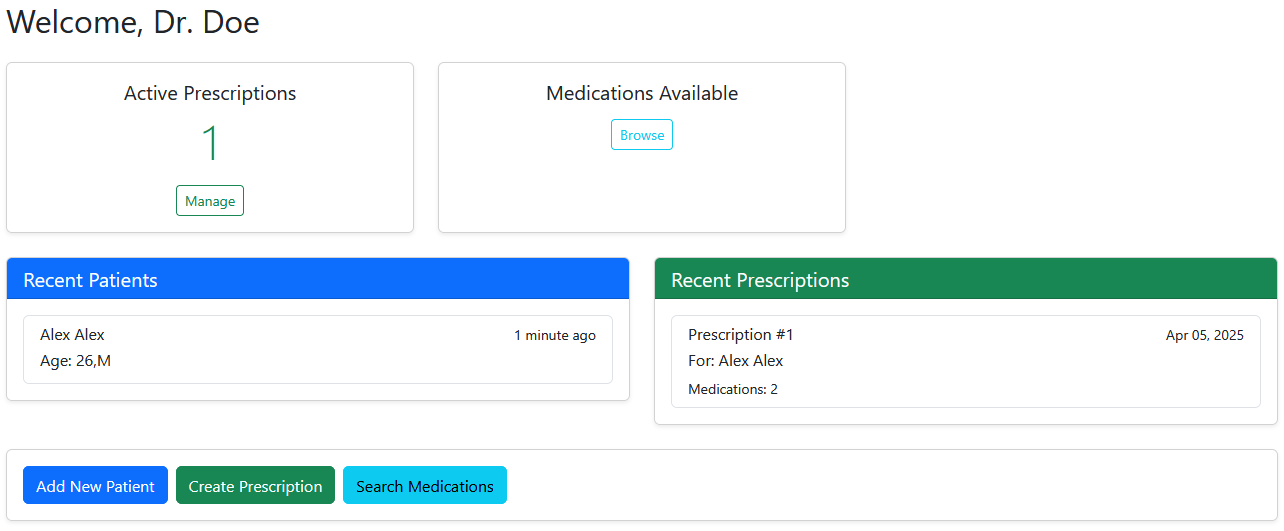 Welcome, Dr. Doe
Active Prescriptions
1
Manage
Medications Available
Browse
Recent Patients
Alex Alex
1 minute ago
Age: 26,M
Recent Prescriptions
Prescription #1
Apr 05, 2025
For: Alex Alex
Medications: 2
Add New Patient
Create Prescription
Search Medications